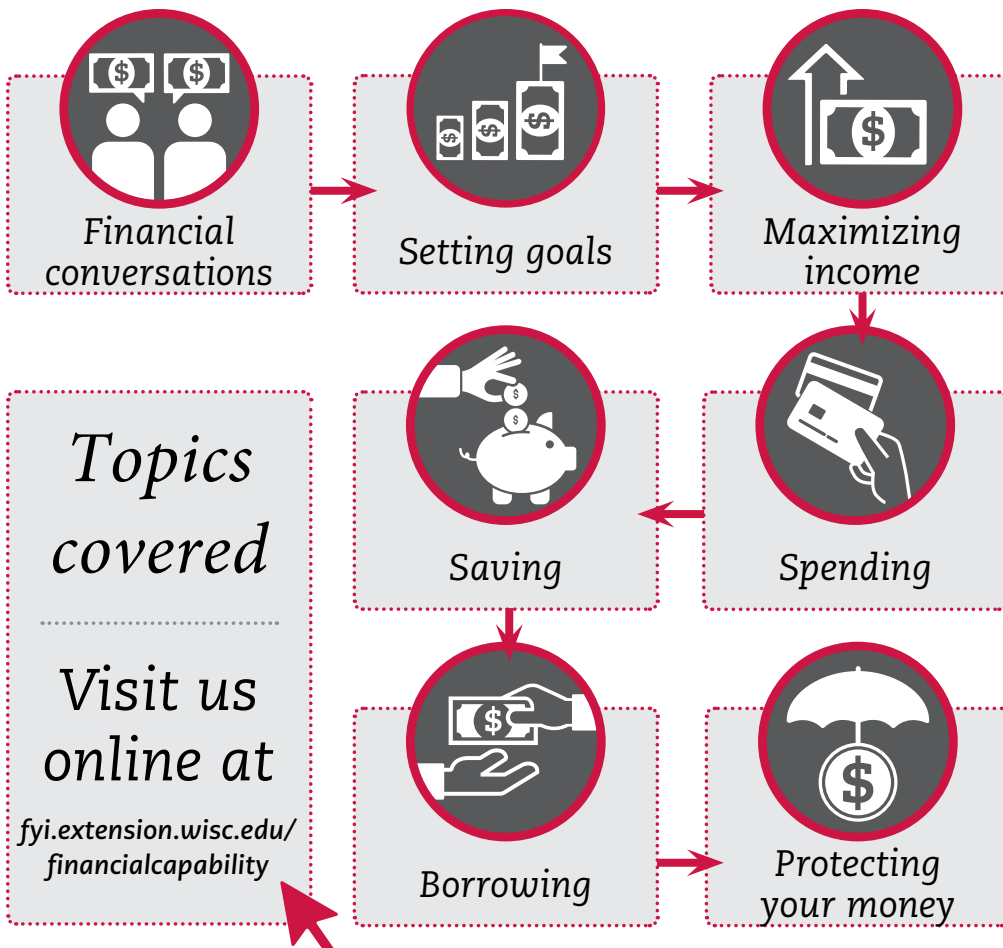 $ $
Financial
conversations
$ $ $
Setting goals
$
Maximizing
income
Topics
covered
Visit us
online at
fyi.extension.wisc.edu/
financialcapability
$
$
Saving
Spending
$
Borrowing
$
Protecting
your money